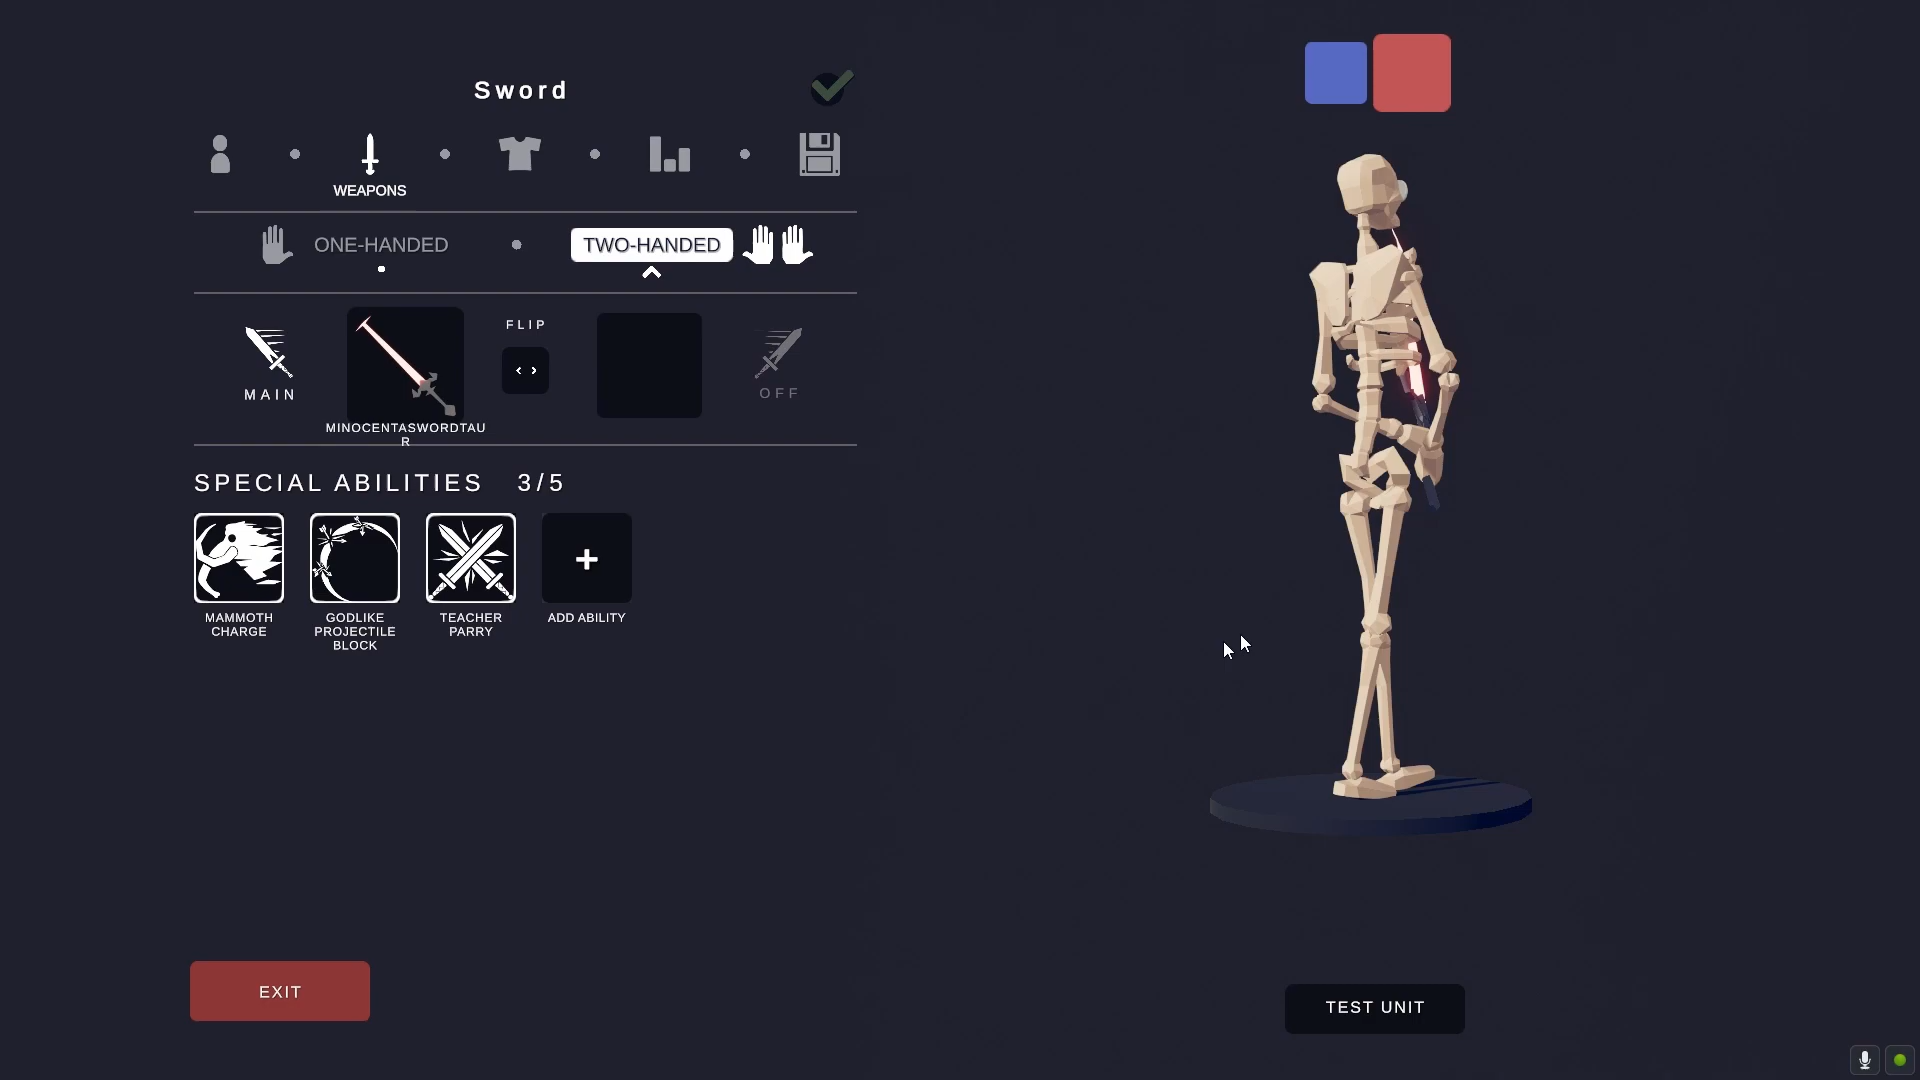 Sword
WEAPONS
ONE-HANDED
TWO-HANDED
FLIP
MAIN
OFF
MINOCENTASWORDTAU
R
SPECIAL ABILITIES 3/5
MAMMOTH
CHARGE
GODLIKE
PROJECTILE
BLOCK
TEACHER
PARRY
ADD ABILITY
EXIT
TEST UNIT